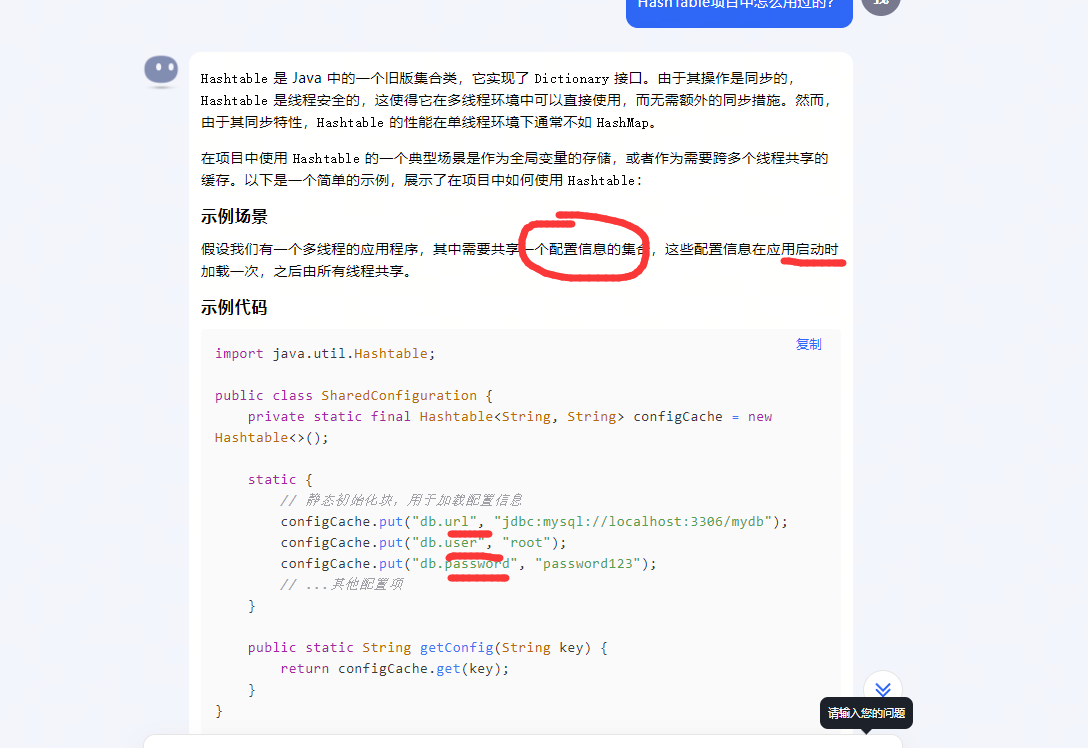 HashTable项目中怎么用过的?
我
Hashtable 是 Java 中的一个旧版集合类，它实现了 Dictionary 接口。由于其操作是同步的，
Hashtable 是线程安全的，这使得它在多线程环境中可以直接使用，而无需额外的同步措施。然而，
由于其同步特性，Hashtable 的性能在单线程环境下通常不如 HashMap。
在项目中使用 Hashtable 的一个典型场景是作为全局变量的存储，或者作为需要跨多个线程共享的
缓存。以下是一个简单的示例，展示了在项目中如何使用 Hashtable：
示例场景
假设我们有一个多线程的应用程序，其中需要共享一个配置信息的集合，这些配置信息在应用启动时
加载一次，之后由所有线程共享。
示例代码
复制
import java.util.Hashtable;
public class SharedConfiguration {
    private static final Hashtable<String, String> configCache = new
Hashtable<>();
    static {
        // 静态初始化块，用于加载配置信息
        configCache.put("db.url", "jdbc:mysql://localhost:3306/mydb");
        configCache.put("db.user", "root");
        configCache.put("db.password", "password123");
        // ...其他配置项
    }
    public static String getConfig(String key) {
        return configCache.get(key);
    }
}
请输入您的问题